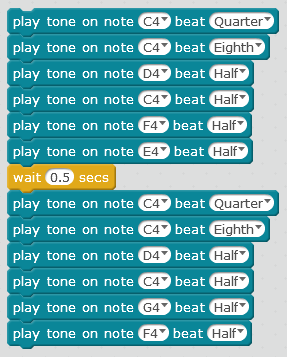 play tone on note C4 beat Quarter
play tone on note C4 beat Eighth
play tone on note D4 beat Half
play tone on note C4 beat Half
play tone on note F4 beat Half
play tone on note E4 beat Half
wait 0.5 secs
play tone on note C4 beat Quarter
play tone on note C4 beat Eighth
play tone on note D4 beat Half
play tone on note C4 beat Half
play tone on note G4 beat Half
play tone on note F4 beat Half